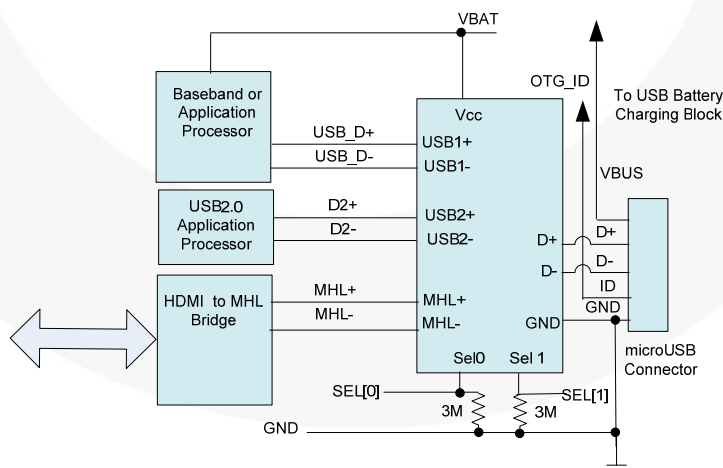 VBAT
OTG_ID
To USB Battery
Charging Block
Baseband or
Application
Processor
Vcc
USB_D+
USB1+
USB_D-
USB1-
VBUS
USB2.0
Application
Processor
D2+
USB2+
D2-
USB2-
D+
D+
D-
D-
ID
HDMI to MHL
Bridge
MHL+
MHL+
MHL-
MHL-
GND
GND
microUSB
Connector
Sel0
Sel 1
SEL[0]
3M
3M
SEL[1]
GND